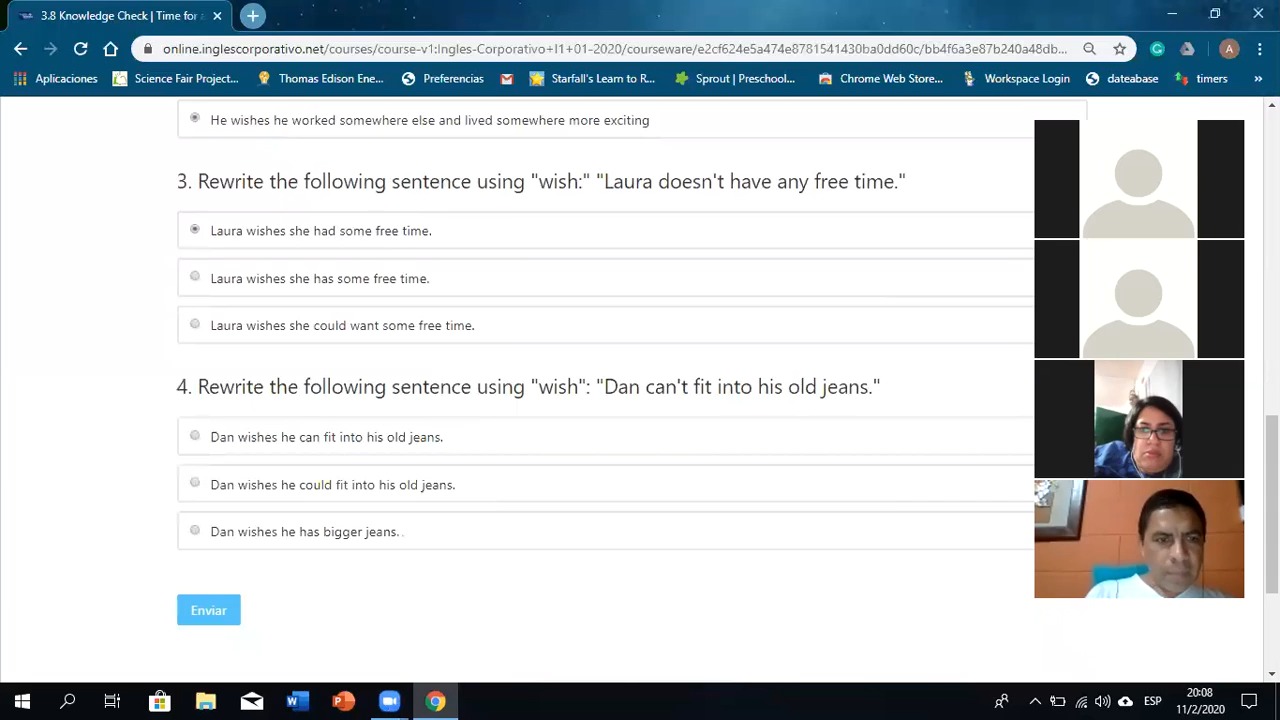 3.8 Knowledge Check | Time for a
online.inglescorporativo.net/courses/course-v1:Ingles-Corporativo+I1+01-2020/courseware/e2cf624e5a474e8781541430ba0dd60c/bb4f6a3e87b240a48db...
A
Aplicaciones Science Fair Project... Thomas Edison Ene... Preferencias Starfall's Learn to R... Sprout | Preschool... Chrome Web Store... Workspace Login dateabase timers »
He wishes he worked somewhere else and lived somewhere more exciting
3. Rewrite the following sentence using "wish:" "Laura doesn't have any free time."
Laura wishes she had some free time.
Laura wishes she has some free time.
Laura wishes she could want some free time.
4. Rewrite the following sentence using "wish": "Dan can't fit into his old jeans."
Dan wishes he can fit into his old jeans.
Dan wishes he could fit into his old jeans.
Dan wishes he has bigger jeans.
Enviar
ESP
20:08
11/2/2020